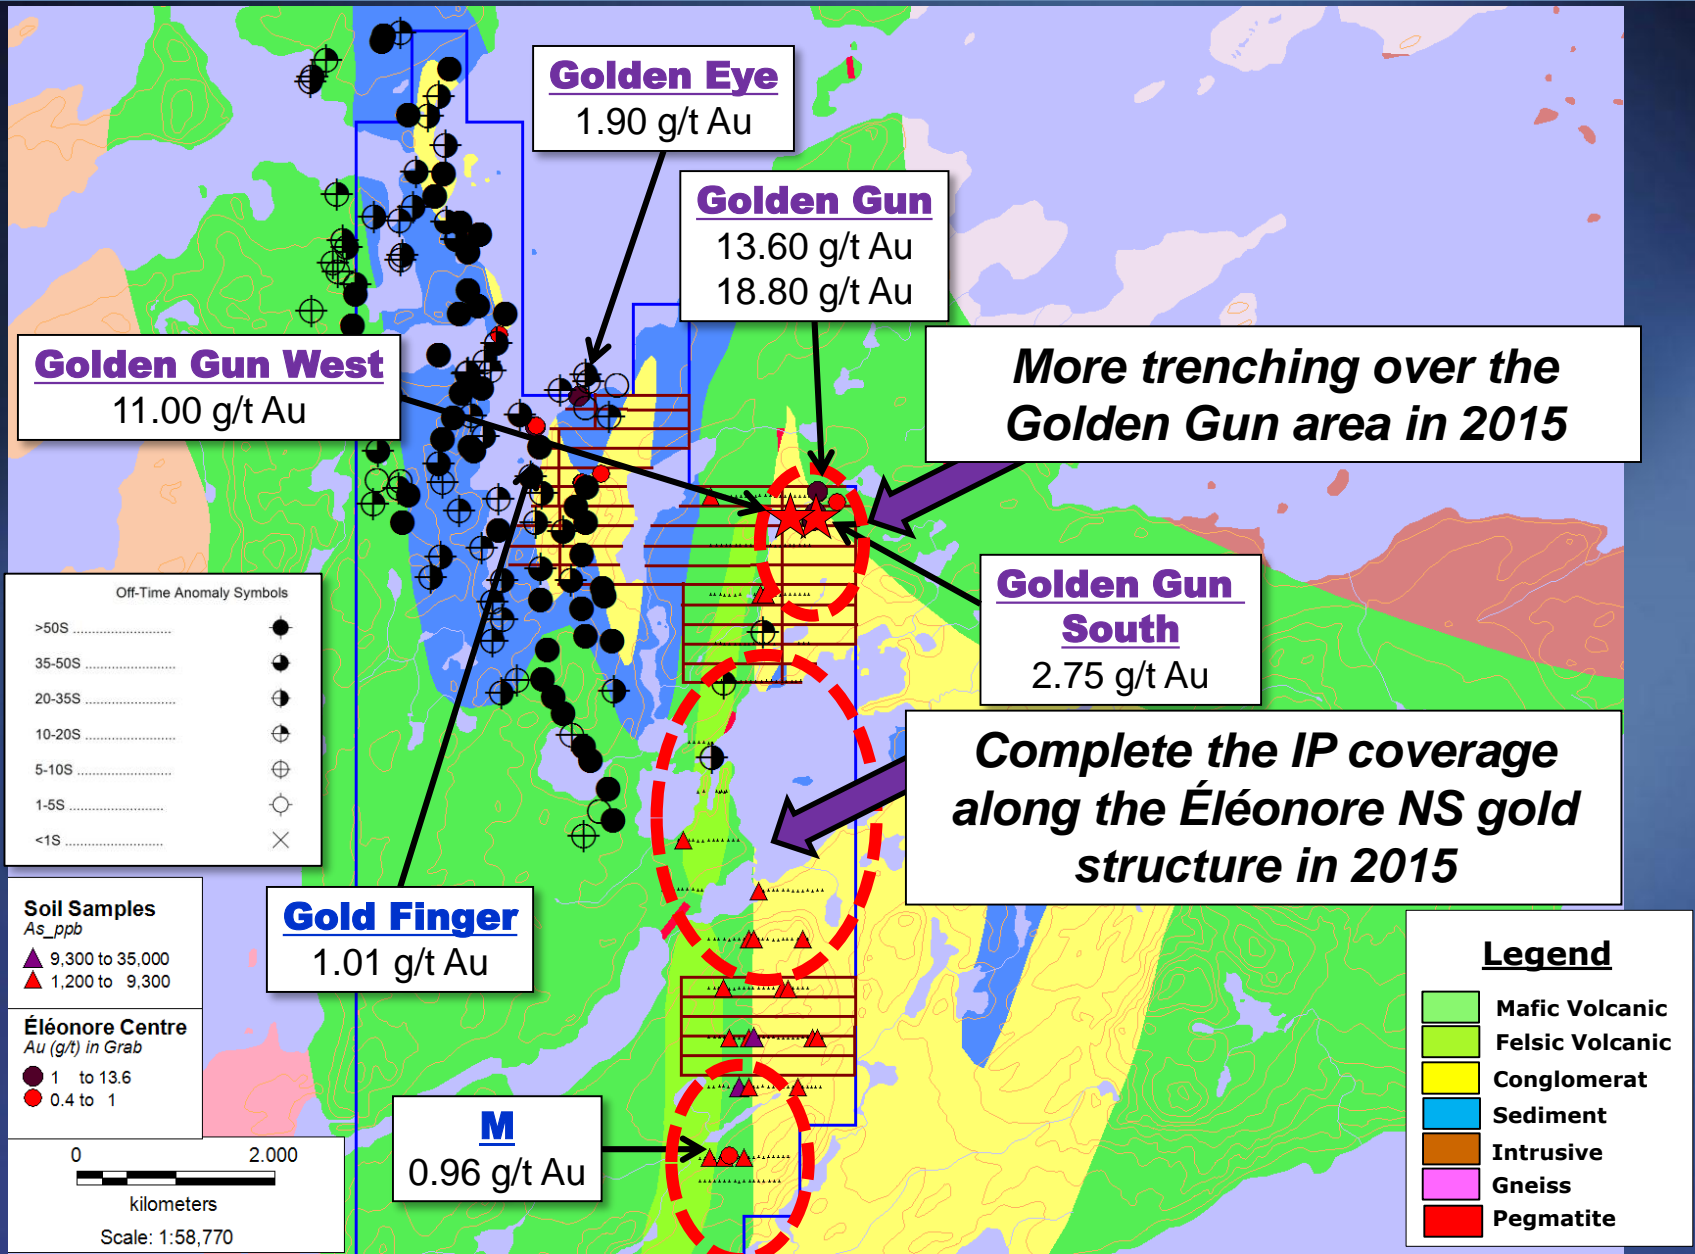 Golden Eye
1.90 g/t Au
Golden Gun
13.60 g/t Au
18.80 g/t Au
Golden Gun West
11.00 g/t Au
More trenching over the
Golden Gun area in 2015
Golden Gun
South
2.75 g/t Au
Off-Time Anomaly Symbols
>50S
35-50S
20-35S
10-20S
5-10S
1-5S
<1S
Complete the IP coverage
along the Éléonore NS gold
structure in 2015
Gold Finger
1.01 g/t Au
Soil Samples
As_ppb
9,300 to 35,000
1,200 to 9,300
Éléonore Centre
Au (g/t) in Grab
1 to 13.6
0.4 to 1
M
0.96 g/t Au
0 2.000
kilometers
Scale: 1:58,770
Legend
Mafic Volcanic
Felsic Volcanic
Conglomerat
Sediment
Intrusive
Gneiss
Pegmatite